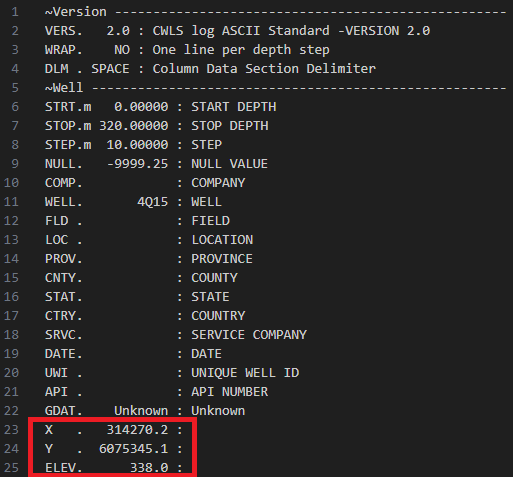 1 ~Version --------------------------------------------------
2 VERS.   2.0 : CWLS log ASCII Standard -VERSION 2.0
3 WRAP.    NO : One line per depth step
4 DLM . SPACE : Column Data Section Delimiter
5 ~Well -----------------------------------------------------
6 STRT.m   0.00000 : START DEPTH
7 STOP.m 320.00000 : STOP DEPTH
8 STEP.m  10.00000 : STEP
9 NULL.   -9999.25 : NULL VALUE
10 COMP.            : COMPANY
11 WELL.       4Q15 : WELL
12 FLD .            : FIELD
13 LOC .            : LOCATION
14 PROV.            : PROVINCE
15 CNTY.            : COUNTY
16 STAT.            : STATE
17 CTRY.            : COUNTRY
18 SRVC.            : SERVICE COMPANY
19 DATE.            : DATE
20 UWI .            : UNIQUE WELL ID
21 API .            : API NUMBER
22 GDAT.    Unknown : Unknown
23 X   .   314270.2 :
24 Y   .  6075345.1 :
25 ELEV.      338.0 :